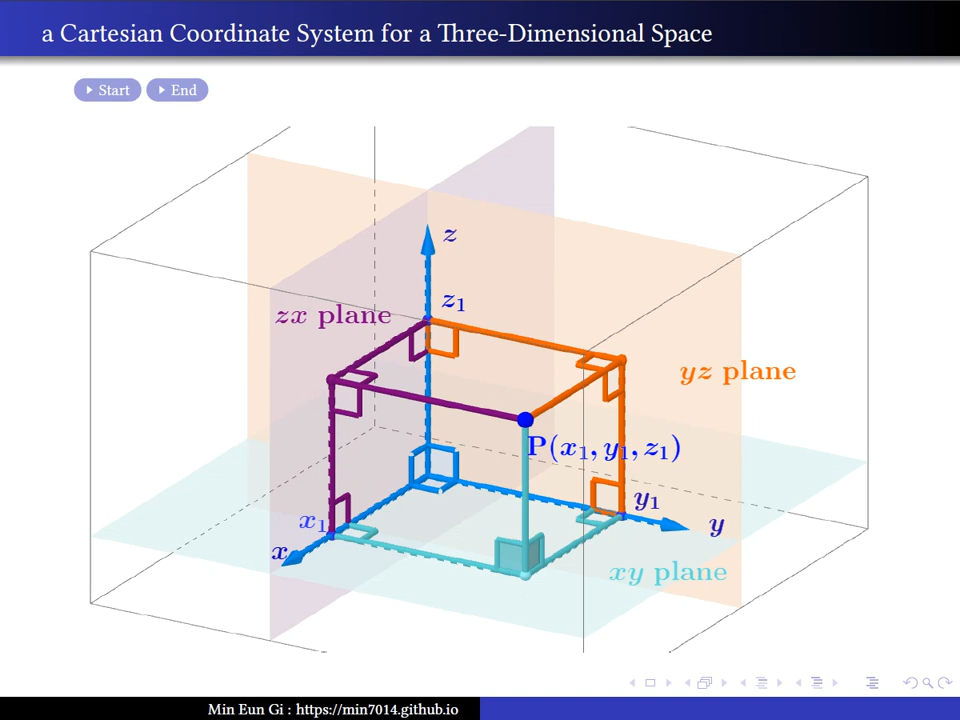 a Cartesian Coordinate System for a Three-Dimensional Space
Start End
z
z₁
zx plane
yz plane
P(x₁, y₁, z₁)
y₁
x₁
y
x
xy plane
Min Eun Gi : https://min7014.github.io